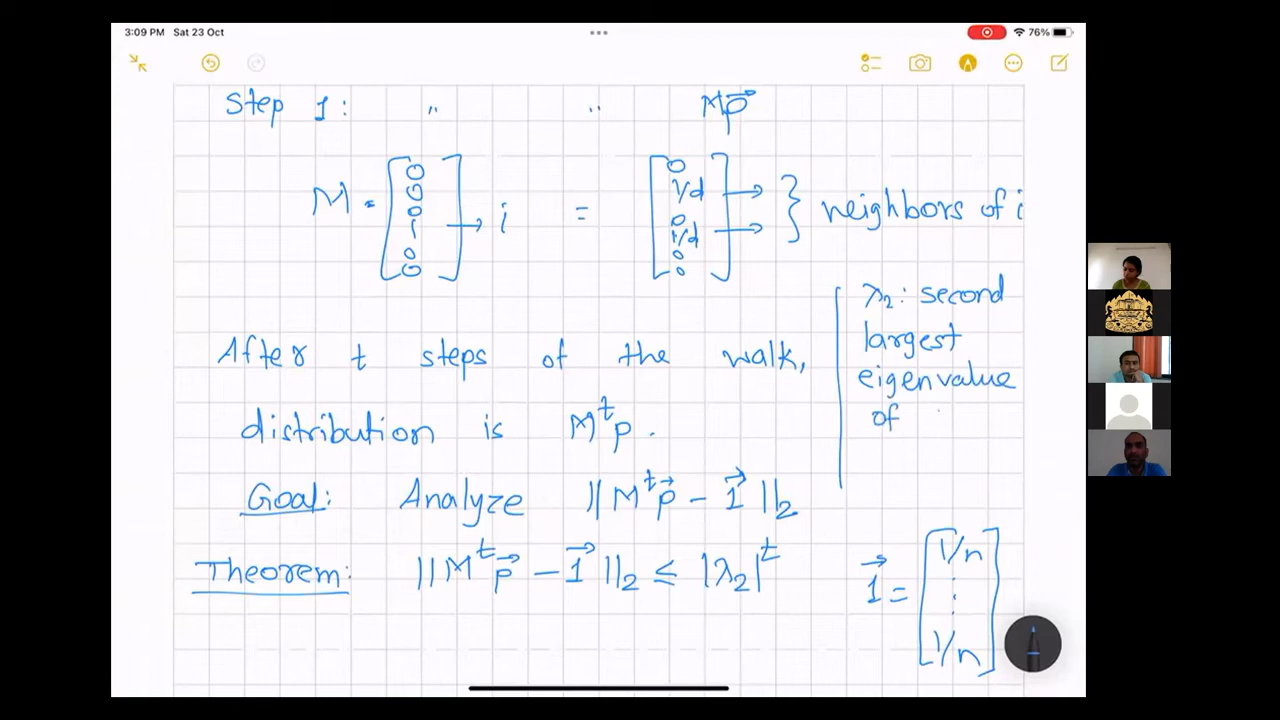 3:09 PM Sat 23 Oct
76%
Step 1: " " Mp⃗
M · [0 0 0 1 0 0] → i = [0 1/d 0 1/d 0 0] → → } neighbors of i
λ₂: second
largest
eigenvalue
of
After t steps of the walk,
distribution is Mᵗp.
Goal: Analyze ||Mᵗp⃗ - 1⃗||₂
Theorem: ||Mᵗp⃗ - 1⃗||₂ ≤ |λ₂|ᵗ
1⃗ = [1/n ⋮ 1/n]